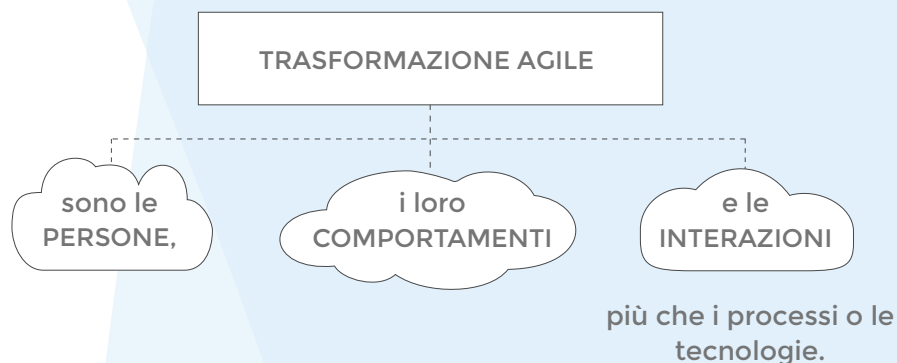 TRASFORMAZIONE AGILE
sono le
PERSONE,
i loro
COMPORTAMENTI
e le
INTERAZIONI
più che i processi o le
tecnologie.